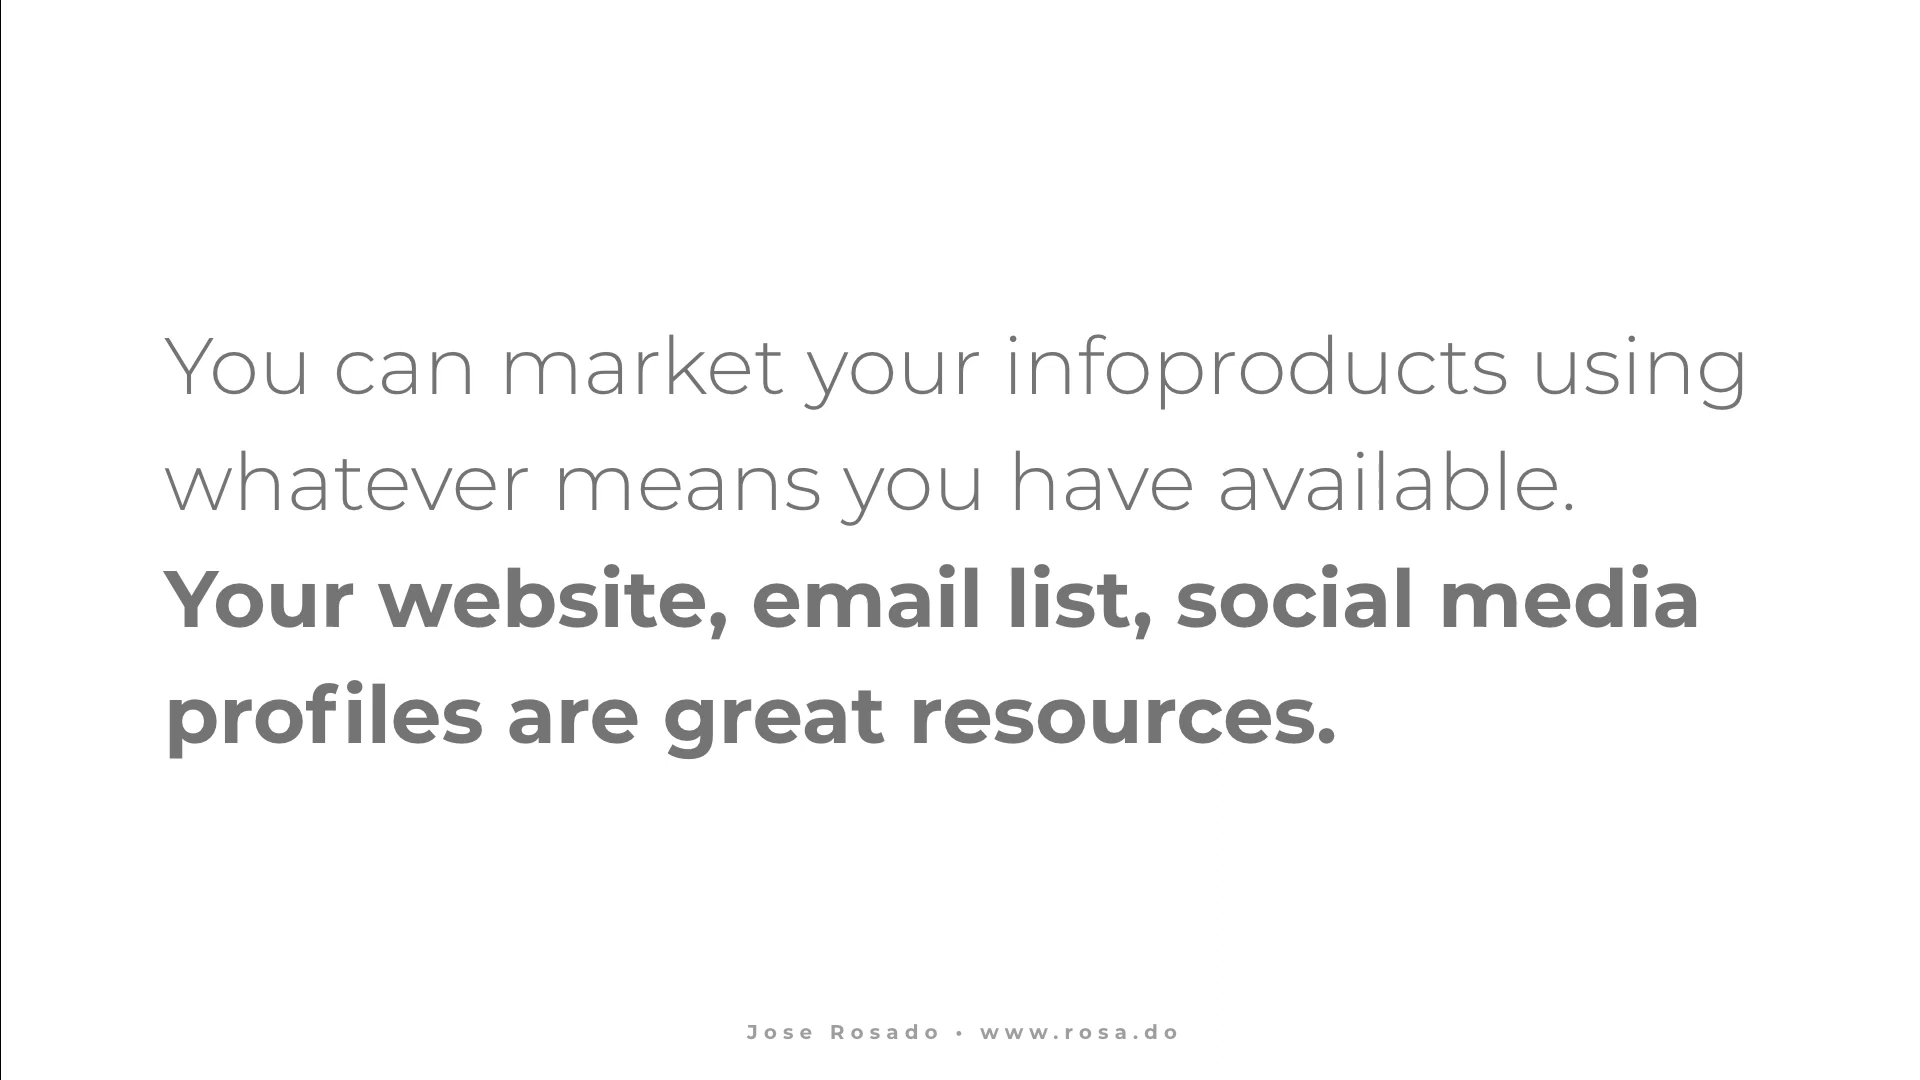 You can market your infoproducts using
whatever means you have available.
Your website, email list, social media
profiles are great resources.
Jose Rosado • www.rosa.do